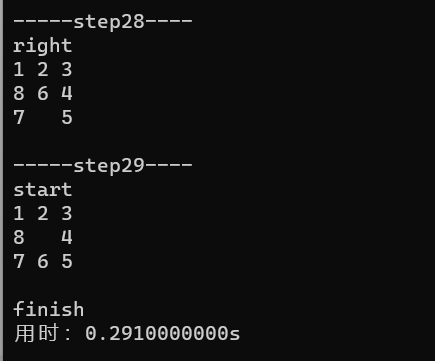 -----step28----
right
1 2 3
8 6 4
7   5
-----step29----
start
1 2 3
8   4
7 6 5
finish
用时: 0.2910000000s